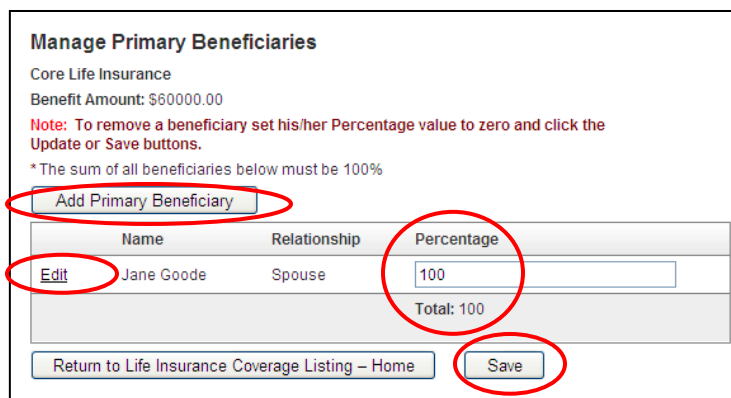 Manage Primary Beneficiaries
Core Life Insurance
Benefit Amount: $60000.00
Note: To remove a beneficiary set his/her Percentage value to zero and click the
Update or Save buttons.
* The sum of all beneficiaries below must be 100%
Add Primary Beneficiary
Name Relationship Percentage
Edit Jane Goode Spouse 100
Total: 100
Return to Life Insurance Coverage Listing – Home Save